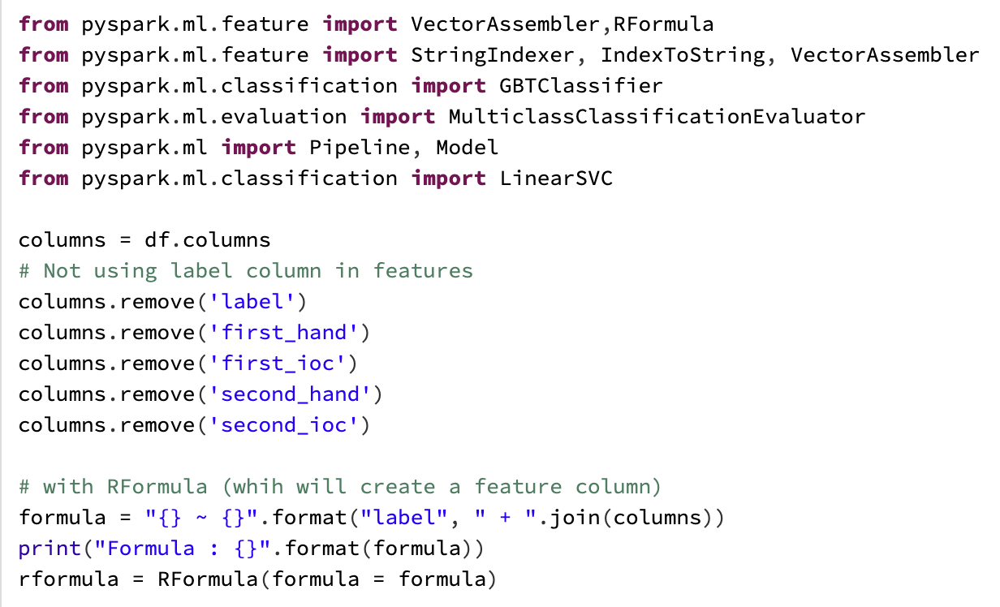 from pyspark.ml.feature import VectorAssembler,RFormula
from pyspark.ml.feature import StringIndexer, IndexToString, VectorAssembler
from pyspark.ml.classification import GBTClassifier
from pyspark.ml.evaluation import MulticlassClassificationEvaluator
from pyspark.ml import Pipeline, Model
from pyspark.ml.classification import LinearSVC

columns = df.columns
# Not using label column in features
columns.remove('label')
columns.remove('first_hand')
columns.remove('first_ioc')
columns.remove('second_hand')
columns.remove('second_ioc')

# with RFormula (whih will create a feature column)
formula = "{} ~ {}".format("label", " + ".join(columns))
print("Formula : {}".format(formula))
rformula = RFormula(formula = formula)